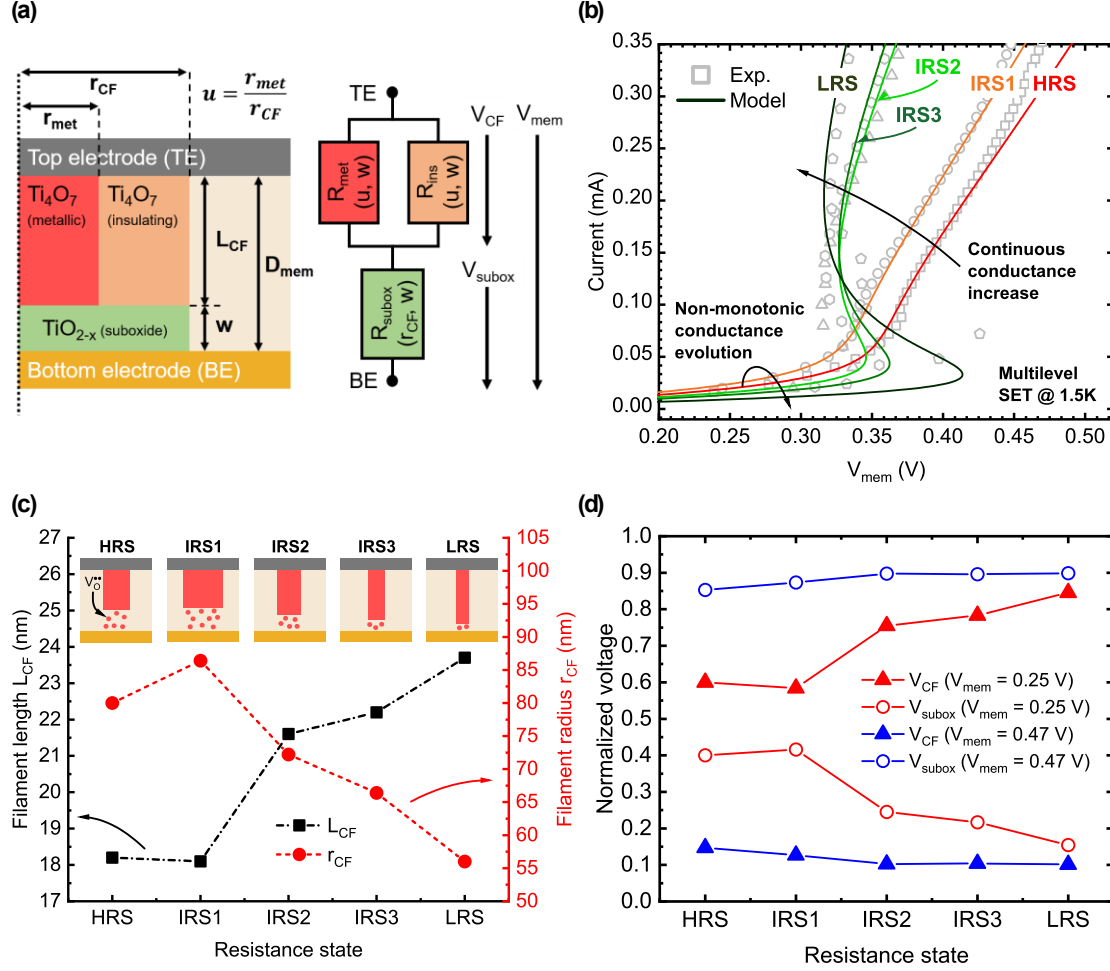 (a)
r_CF
r_met
u = r_met / r_CF
Top electrode (TE)
Ti₄O₇
(metallic)
Ti₄O₇
(insulating)
L_CF
D_mem
TiO₂₋ₓ (suboxide)
w
Bottom electrode (BE)
TE
R_met
(u, w)
R_ins
(u, w)
R_subox
(r_CF, w)
BE
V_CF
V_subox
V_mem
(b)
Exp.
Model
LRS
IRS2
IRS3
IRS1
HRS
Continuous
conductance
increase
Non-monotonic
conductance
evolution
Multilevel
SET @ 1.5K
Current (mA)
0.35
0.30
0.25
0.20
0.15
0.10
0.05
0.00
0.20 0.25 0.30 0.35 0.40 0.45 0.50
V_mem (V)
(c)
Filament length L_CF (nm)
27
26
25
24
23
22
21
20
19
18
17
HRS IRS1 IRS2 IRS3 LRS
V_O^••
L_CF
r_CF
105
100
95
90
85
80
75
70
65
60
55
50
Filament radius r_CF (nm)
HRS IRS1 IRS2 IRS3 LRS
Resistance state
(d)
Normalized voltage
1.0
0.9
0.8
0.7
0.6
0.5
0.4
0.3
0.2
0.1
0.0
V_CF (V_mem = 0.25 V)
V_subox (V_mem = 0.25 V)
V_CF (V_mem = 0.47 V)
V_subox (V_mem = 0.47 V)
HRS IRS1 IRS2 IRS3 LRS
Resistance state